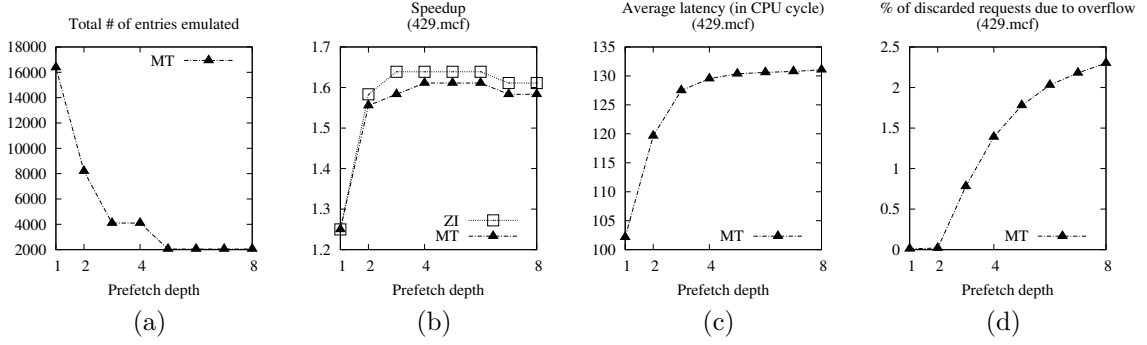 Total # of entries emulated
18000
16000
14000
12000
10000
8000
6000
4000
2000
MT
1 2 4 8
Prefetch depth
(a)
Speedup
(429.mcf)
1.7
1.6
1.5
1.4
1.3
1.2
ZI
MT
1 2 4 8
Prefetch depth
(b)
Average latency (in CPU cycle)
(429.mcf)
135
130
125
120
115
110
105
100
MT
1 2 4 8
Prefetch depth
(c)
% of discarded requests due to overflow
(429.mcf)
2.5
2
1.5
1
0.5
0
MT
1 2 4 8
Prefetch depth
(d)